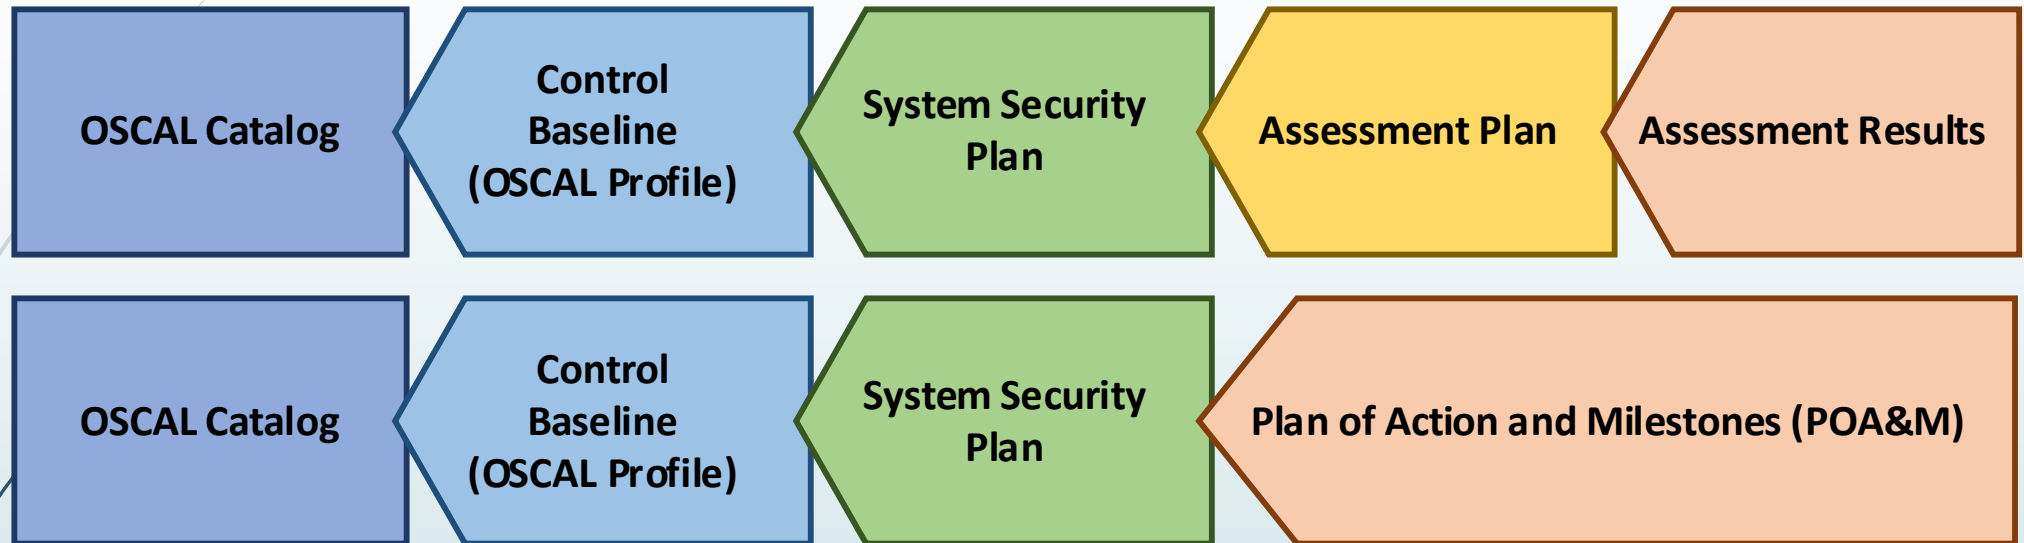 OSCAL Catalog
Control
Baseline
(OSCAL Profile)
System Security
Plan
Assessment Plan
Assessment Results
OSCAL Catalog
Control
Baseline
(OSCAL Profile)
System Security
Plan
Plan of Action and Milestones (POA&M)